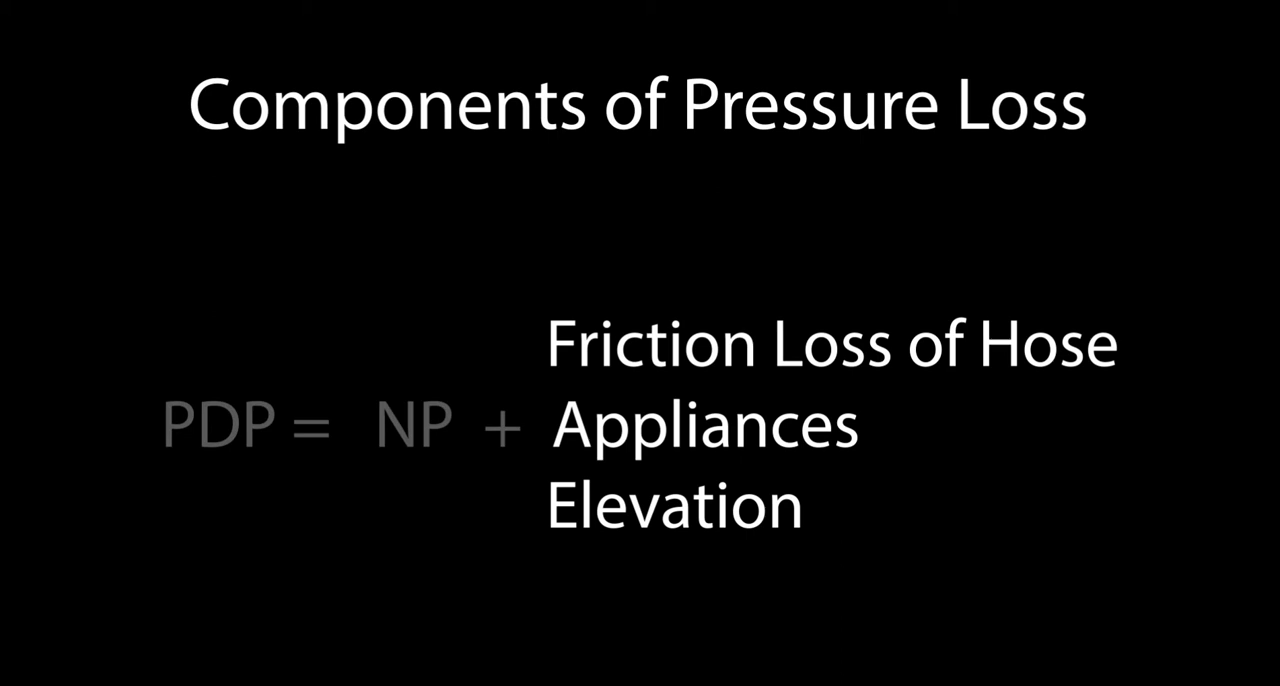 Components of Pressure Loss
Friction Loss of Hose
PDP = NP + Appliances
Elevation